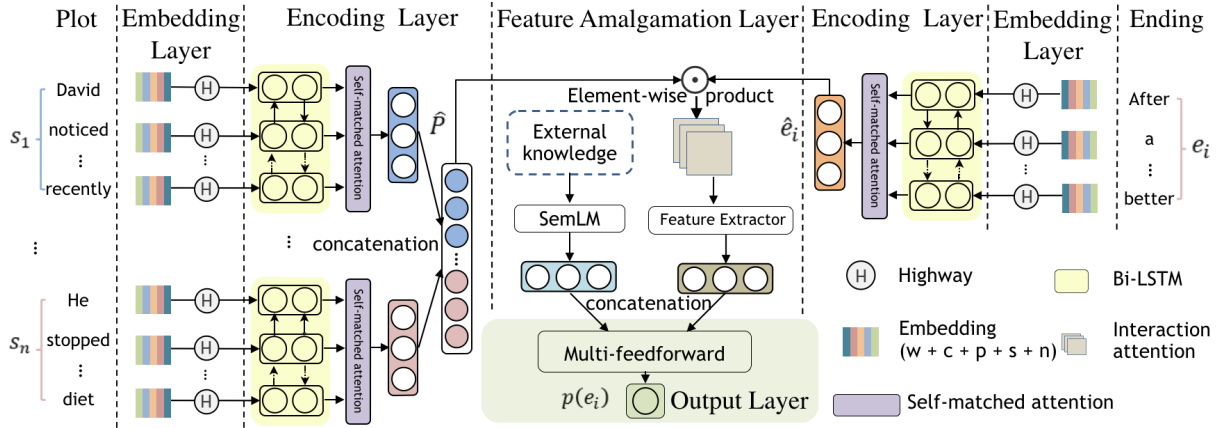 Plot
Embedding
Layer
Encoding Layer
Feature Amalgamation Layer
Encoding Layer
Embedding
Layer
Ending
David
noticed
⋮
recently
s₁
⋮
He
stopped
⋮
diet
sₙ
H
H
⋮
H
H
H
⋮
H
Self-matched attention
Self-matched attention
⋮
concatenation
p̂
Element-wise product
External
knowledge
SemLM
Feature Extractor
concatenation
Multi-feedforward
p(eᵢ)
Output Layer
êᵢ
Self-matched attention
H
H
⋮
H
After
a
⋮
better
eᵢ
H
Highway
Bi-LSTM
Embedding
(w + c + p + s + n)
Interaction
attention
Self-matched attention